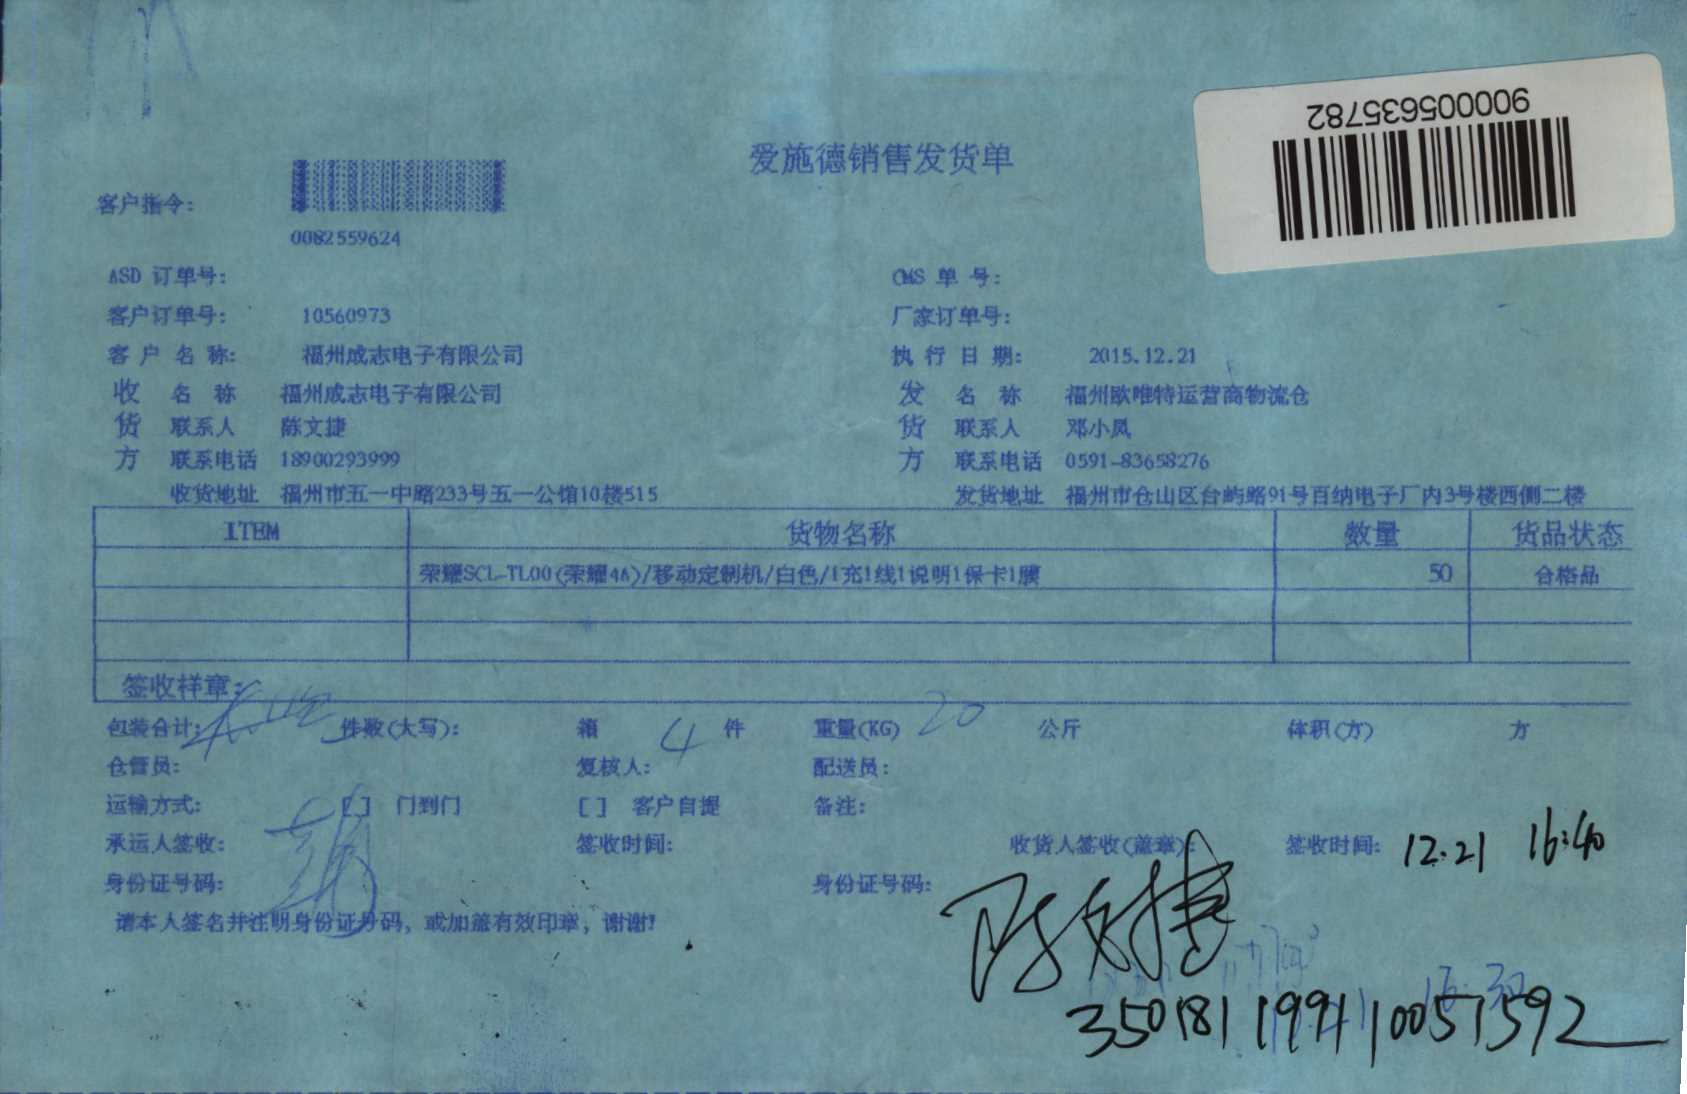 900005635782
爱施德销售发货单
客户指令:
0082559624
ASD 订单号:
CMS 单 号:
客户订单号: 10560973
厂家订单号:
客 户 名 称: 福州成志电子有限公司
执 行 日 期: 2015.12.21
收 名 称 福州成志电子有限公司
发 名 称 福州欧唯特运营商物流仓
货 联系人 陈文捷
货 联系人 邓小凤
方 联系电话 18900293999
方 联系电话 0591-83658276
收货地址 福州市五一中路233号五一公馆10楼515
发货地址 福州市仓山区台屿路91号百纳电子厂内3号楼西侧二楼
ITEM 货物名称 数量 货品状态
荣耀SCL-TL00(荣耀4A)/移动定制机/白色/1充1线1说明1保卡1膜 50 合格品
签收样章:
包装合计: 件数(大写): 箱 4 件 重量(KG) 20 公斤 体积(方) 方
仓管员: 复核人: 配送员:
运输方式: [ ] 门到门 [ ] 客户自提 备注:
承运人签收: 签收时间: 收货人签收(盖章): 签收时间: 12.21 16:40
身份证号码: 身份证号码:
陈文捷
请本人签名并注明身份证号码，或加盖有效印章，谢谢!
350181199110051592